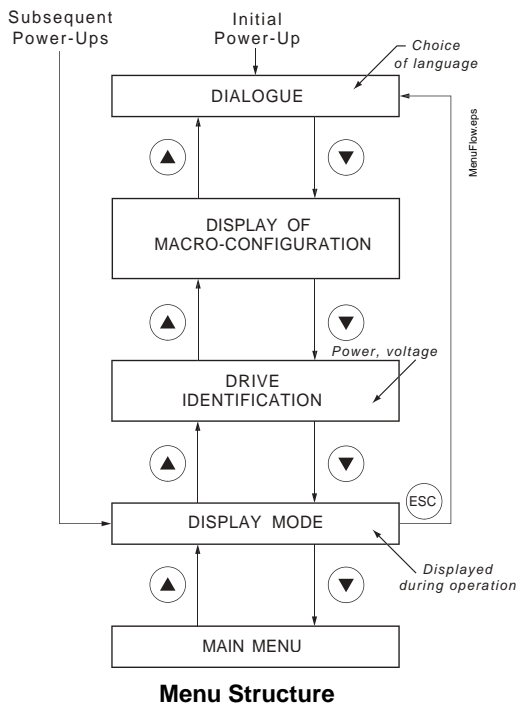 Subsequent
Power-Ups
Initial
Power-Up
Choice
of language
DIALOGUE
MenuFlow.eps
DISPLAY OF
MACRO-CONFIGURATION
Power, voltage
DRIVE
IDENTIFICATION
ESC
DISPLAY MODE
Displayed
during operation
MAIN MENU
Menu Structure